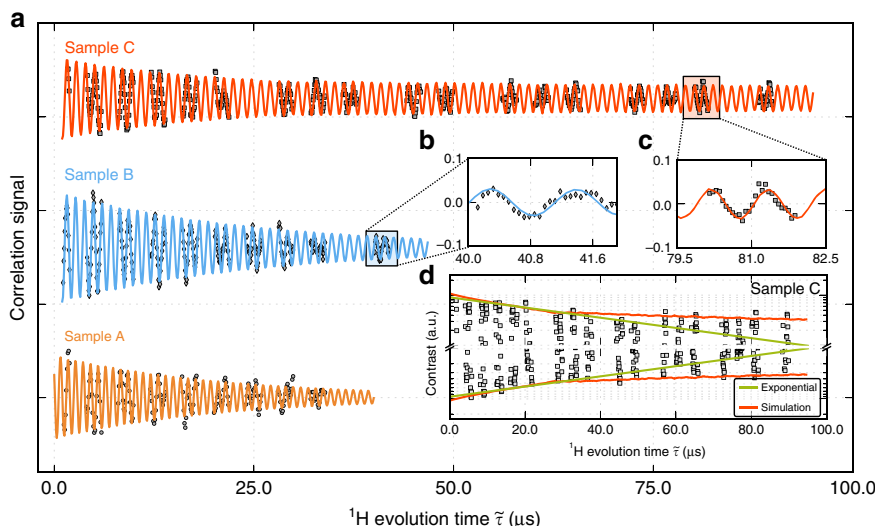 a
Sample C
Sample B
Sample A
Correlation signal
0.0 25.0 50.0 75.0 100.0
¹H evolution time τ̃ (μs)
b
0.1
0.0
−0.1
40.0 40.8 41.6
c
0.1
0.0
−0.1
79.5 81.0 82.5
d
Sample C
Contrast (a.u.)
Exponential
Simulation
0.0 20.0 40.0 60.0 80.0 100.0
¹H evolution time τ̃ (μs)